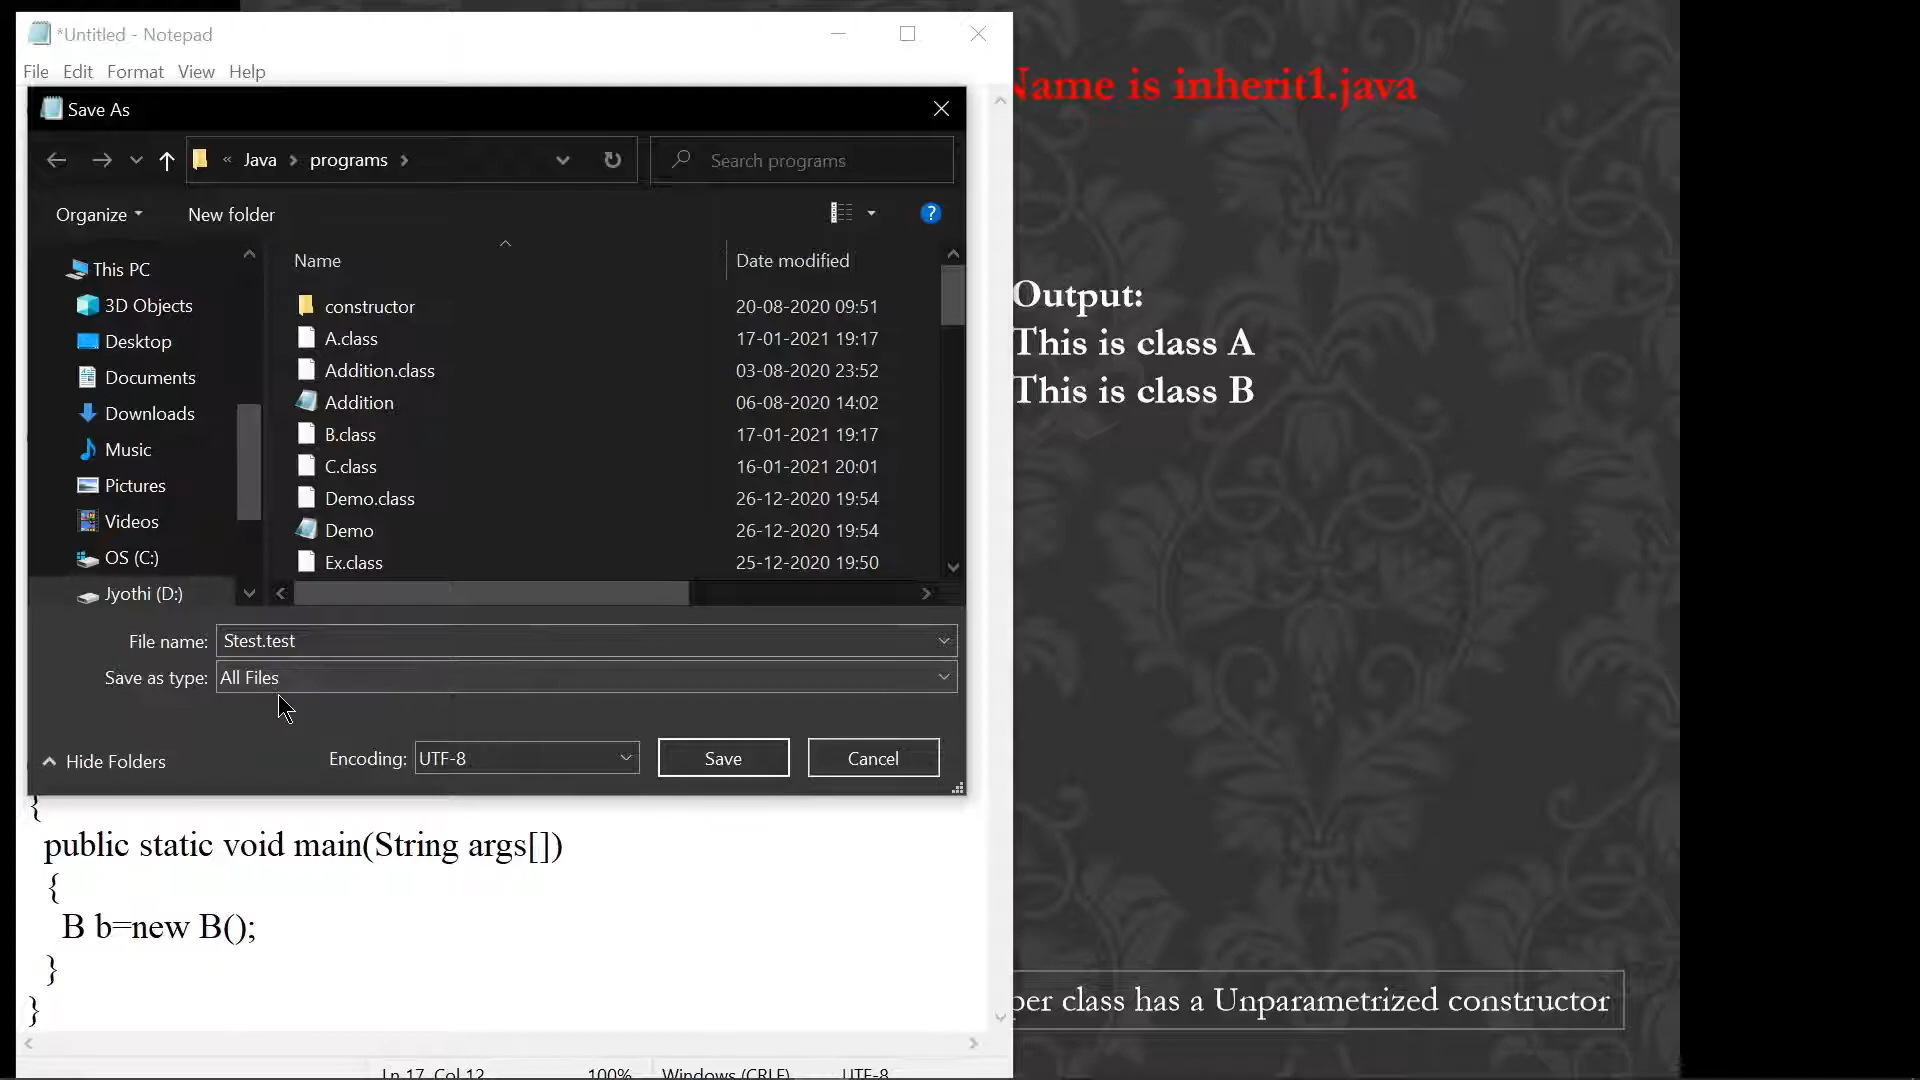 *Untitled - Notepad
File Edit Format View Help
Save As
« Java programs
Search programs
Organize
New folder
?
This PC
3D Objects
Desktop
Documents
Downloads
Music
Pictures
Videos
OS (C:)
Jyothi (D:)
Name Date modified
constructor 20-08-2020 09:51
A.class 17-01-2021 19:17
Addition.class 03-08-2020 23:52
Addition 06-08-2020 14:02
B.class 17-01-2021 19:17
C.class 16-01-2021 20:01
Demo.class 26-12-2020 19:54
Demo 26-12-2020 19:54
Ex.class 25-12-2020 19:50
File name: Stest.test
Save as type: All Files
Hide Folders
Encoding: UTF-8
Save
Cancel
{
public static void main(String args[])
{
B b=new B();
}
}
Ln 17, Col 12 100% Windows (CRLF) UTF-8
Name is inherit1.java
Output:
This is class A
This is class B
per class has a Unparametrized constructor